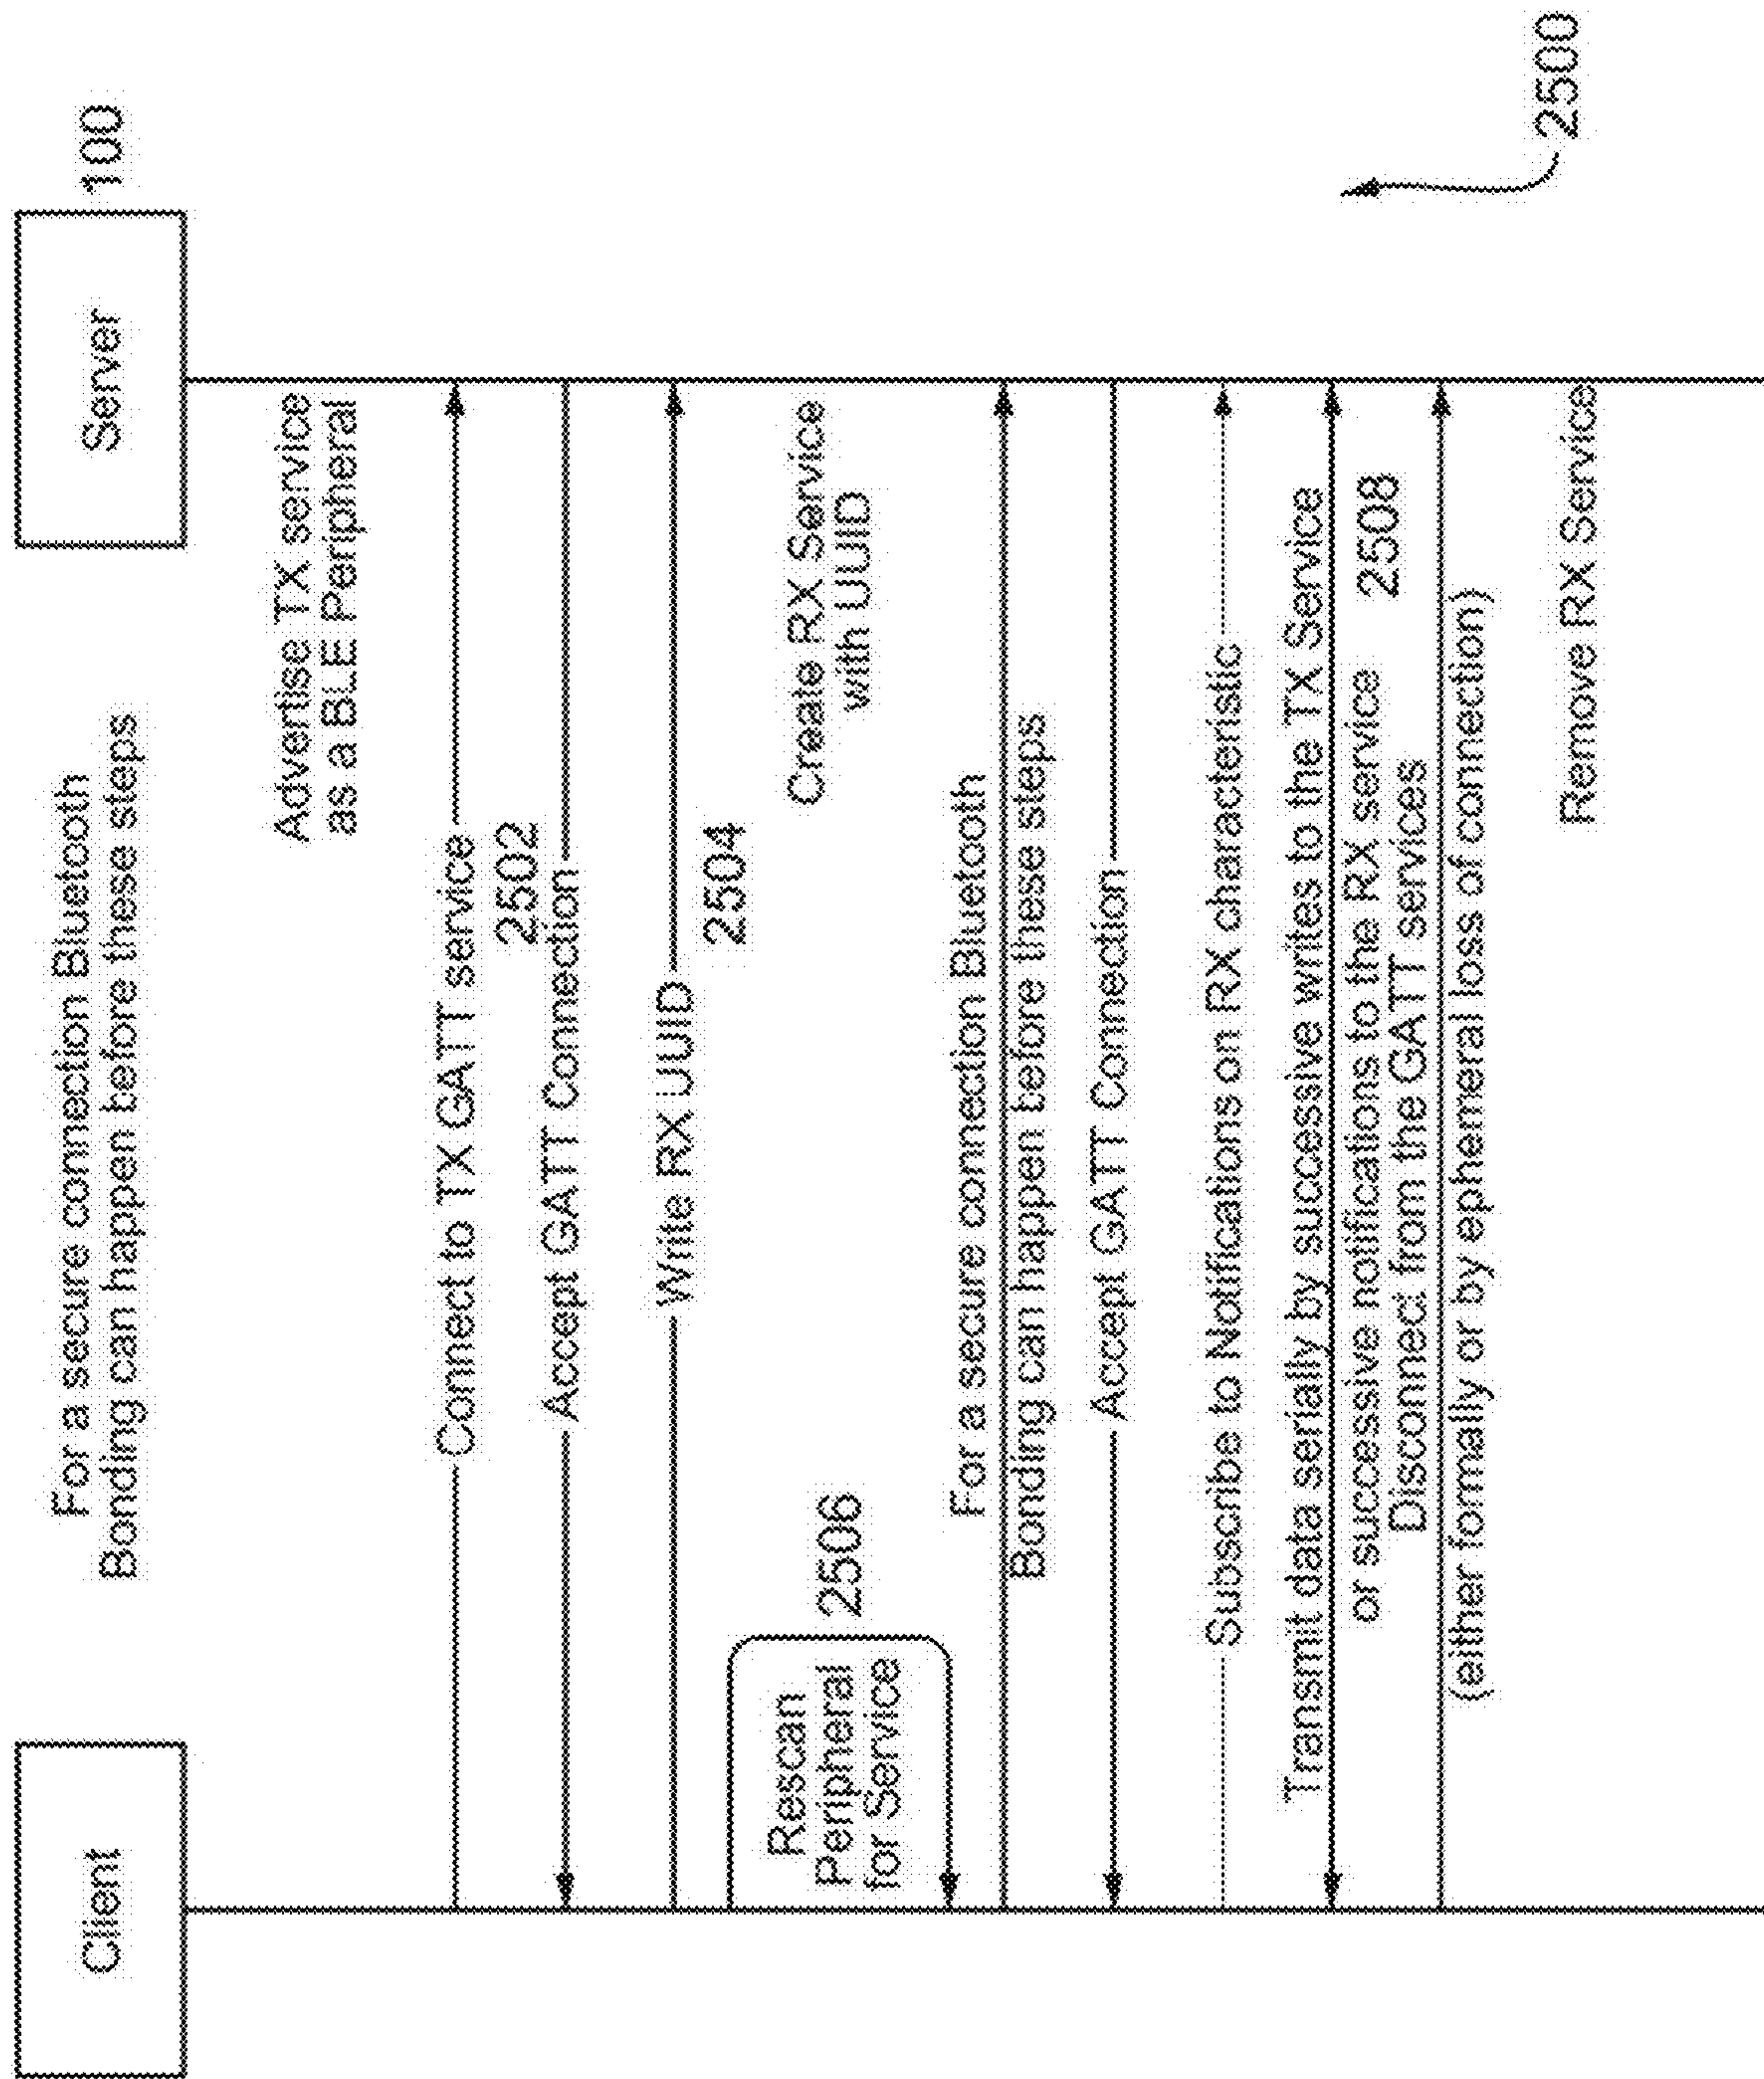 Client
Server
100
For a secure connection Bluetooth
Bonding can happen before these steps
Advertise TX service
as a BLE Peripheral
Connect to TX GATT service
2502
Accept GATT Connection
Write RX UUID
2504
Rescan
Peripheral
for Service
2506
Create RX Service
with UUID
For a secure connection Bluetooth
Bonding can happen before these steps
Accept GATT Connection
Subscribe to Notifications on RX characteristic
Transmit data serially by successive writes to the TX Service
or successive notifications to the RX service
2508
Disconnect from the GATT services
(either formally or by ephemeral loss of connection)
Remove RX Service
2500